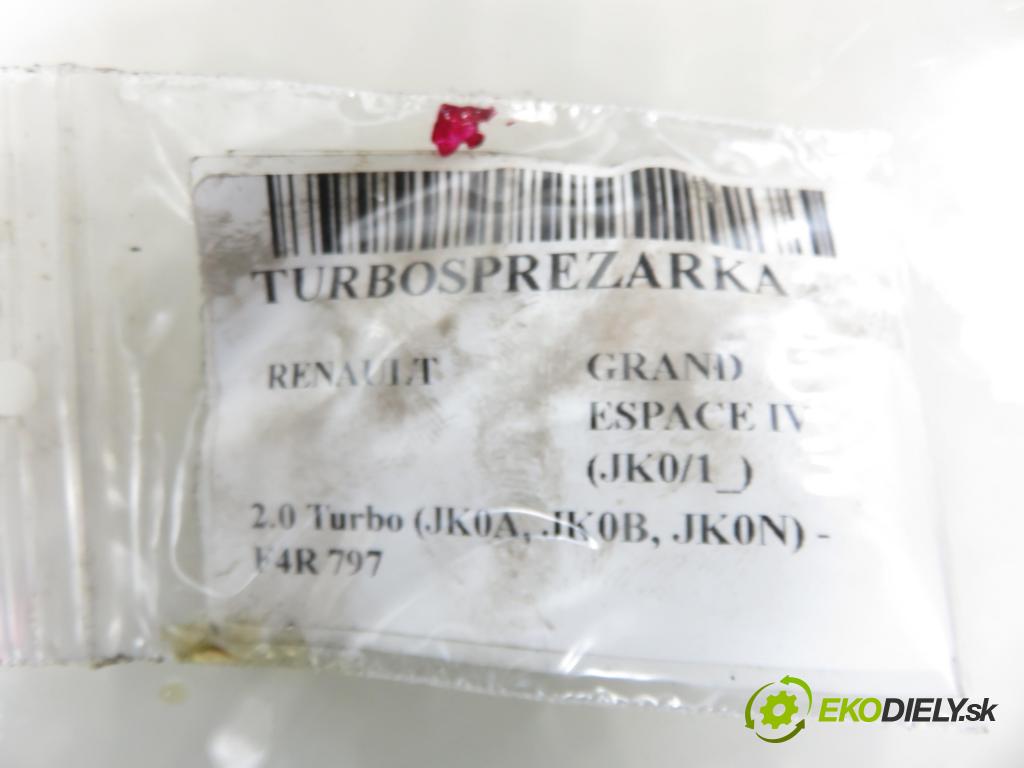 TURBOSPREZARKA
RENAULT
GRAND
ESPACE IV
(JK0/1_)
2.0 Turbo (JK0A, JK0B, JK0N) -
F4R 797
EKODIELY.sk